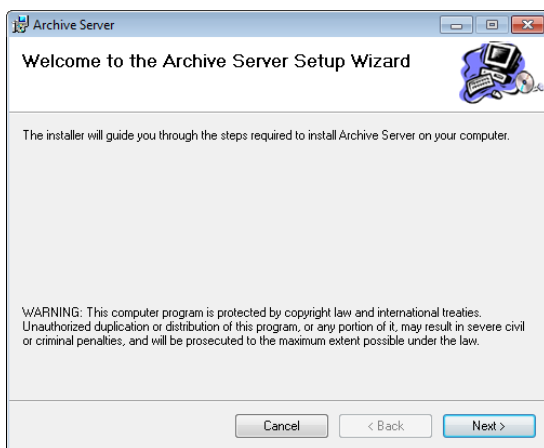 Archive Server
Welcome to the Archive Server Setup Wizard
The installer will guide you through the steps required to install Archive Server on your computer.
WARNING: This computer program is protected by copyright law and international treaties.
Unauthorized duplication or distribution of this program, or any portion of it, may result in severe civil
or criminal penalties, and will be prosecuted to the maximum extent possible under the law.
Cancel
< Back
Next >